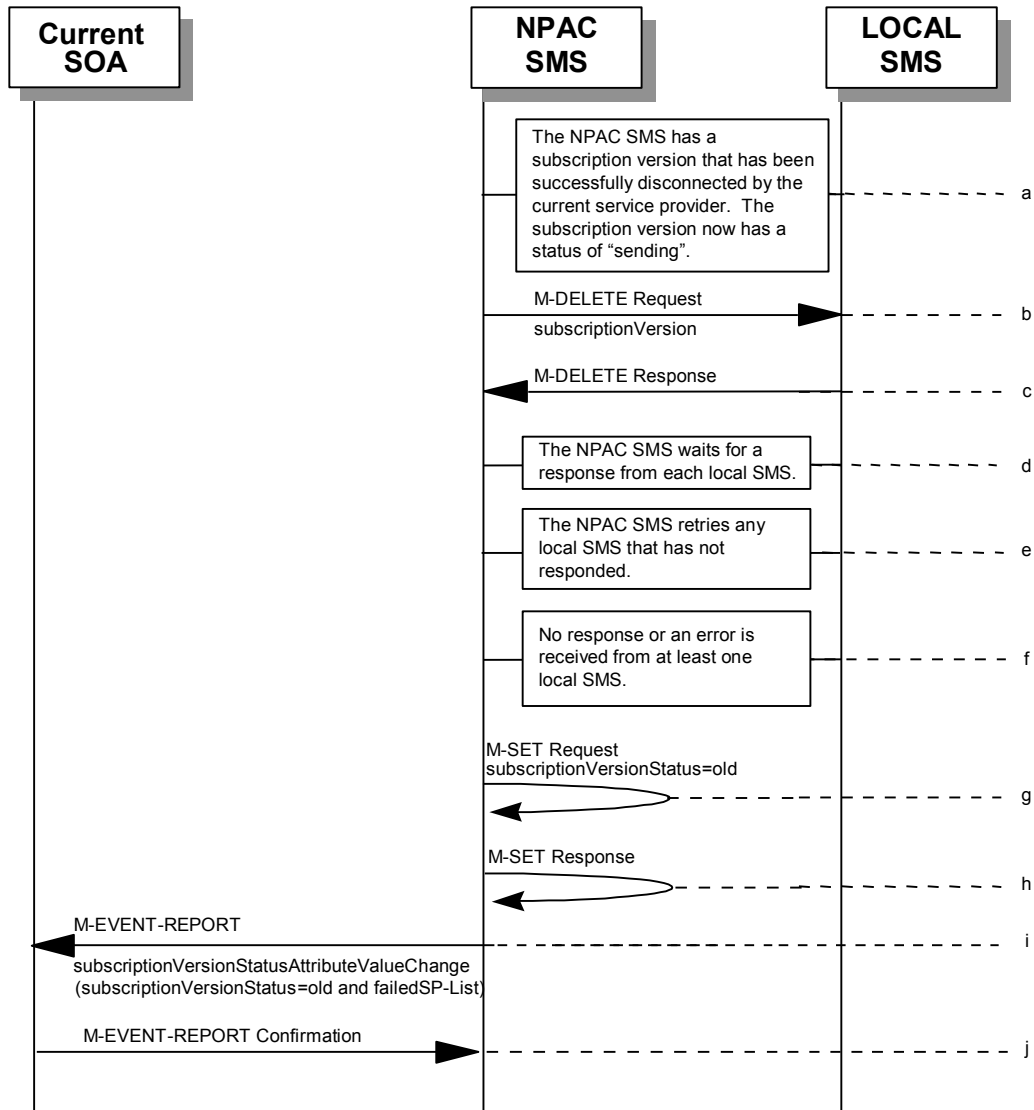 Current
SOA
NPAC
SMS
LOCAL
SMS
The NPAC SMS has a
subscription version that has been
successfully disconnected by the
current service provider.  The
subscription version now has a
status of “sending”.
a
M-DELETE Request
subscriptionVersion
b
M-DELETE Response
c
The NPAC SMS waits for a
response from each local SMS.
d
The NPAC SMS retries any
local SMS that has not
responded.
e
No response or an error is
received from at least one
local SMS.
f
M-SET Request
subscriptionVersionStatus=old
g
M-SET Response
h
M-EVENT-REPORT
i
subscriptionVersionStatusAttributeValueChange
(subscriptionVersionStatus=old and failedSP-List)
M-EVENT-REPORT Confirmation
j